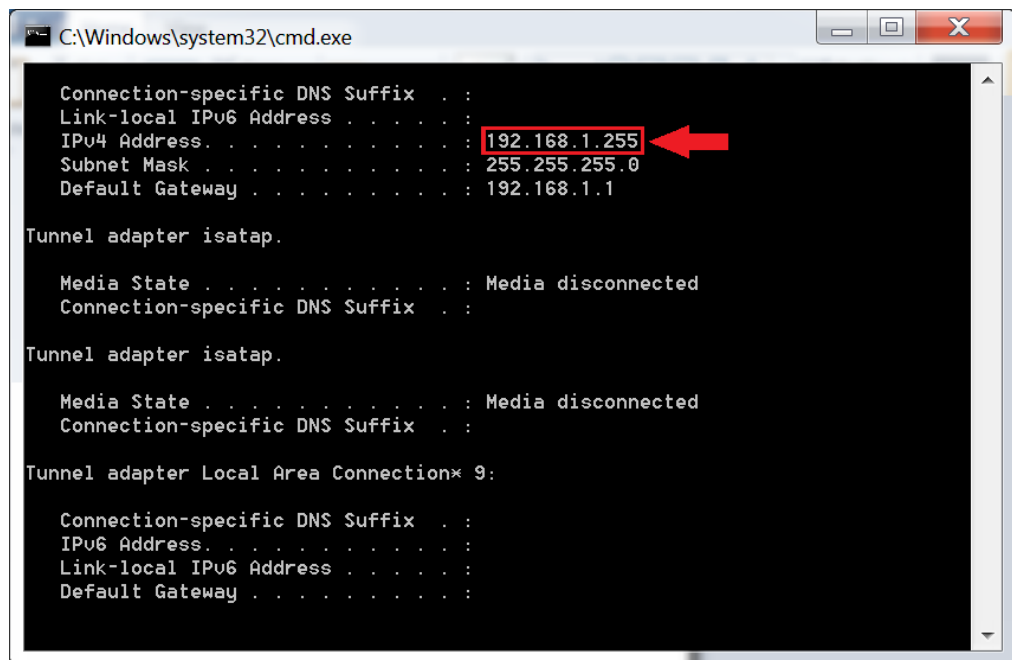 C:\Windows\system32\cmd.exe
Connection-specific DNS Suffix . :
Link-local IPv6 Address . . . . . :
IPv4 Address. . . . . . . . . . . : 192.168.1.255
Subnet Mask . . . . . . . . . . . : 255.255.255.0
Default Gateway . . . . . . . . . : 192.168.1.1
Tunnel adapter isatap.
Media State . . . . . . . . . . . : Media disconnected
Connection-specific DNS Suffix . :
Tunnel adapter isatap.
Media State . . . . . . . . . . . : Media disconnected
Connection-specific DNS Suffix . :
Tunnel adapter Local Area Connection* 9:
Connection-specific DNS Suffix . :
IPv6 Address. . . . . . . . . . . :
Link-local IPv6 Address . . . . . :
Default Gateway . . . . . . . . . :